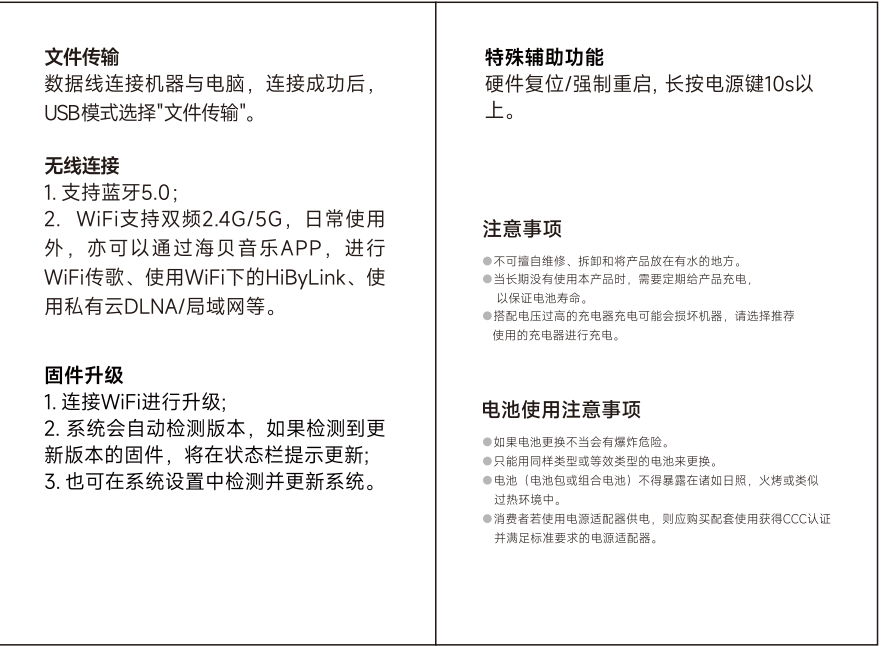 文件传输
数据线连接机器与电脑，连接成功后，
USB模式选择"文件传输"。
无线连接
1. 支持蓝牙5.0；
2. WiFi支持双频2.4G/5G，日常使用
外，亦可以通过海贝音乐APP，进行
WiFi传歌、使用WiFi下的HiByLink、使
用私有云DLNA/局域网等。
固件升级
1. 连接WiFi进行升级;
2. 系统会自动检测版本，如果检测到更
新版本的固件，将在状态栏提示更新;
3. 也可在系统设置中检测并更新系统。
特殊辅助功能
硬件复位/强制重启, 长按电源键10s以
上。
注意事项
●不可擅自维修、拆卸和将产品放在有水的地方。
●当长期没有使用本产品时，需要定期给产品充电，
以保证电池寿命。
●搭配电压过高的充电器充电可能会损坏机器，请选择推荐
使用的充电器进行充电。
电池使用注意事项
●如果电池更换不当会有爆炸危险。
●只能用同样类型或等效类型的电池来更换。
●电池（电池包或组合电池）不得暴露在诸如日照，火烤或类似
过热环境中。
●消费者若使用电源适配器供电，则应购买配套使用获得CCC认证
并满足标准要求的电源适配器。